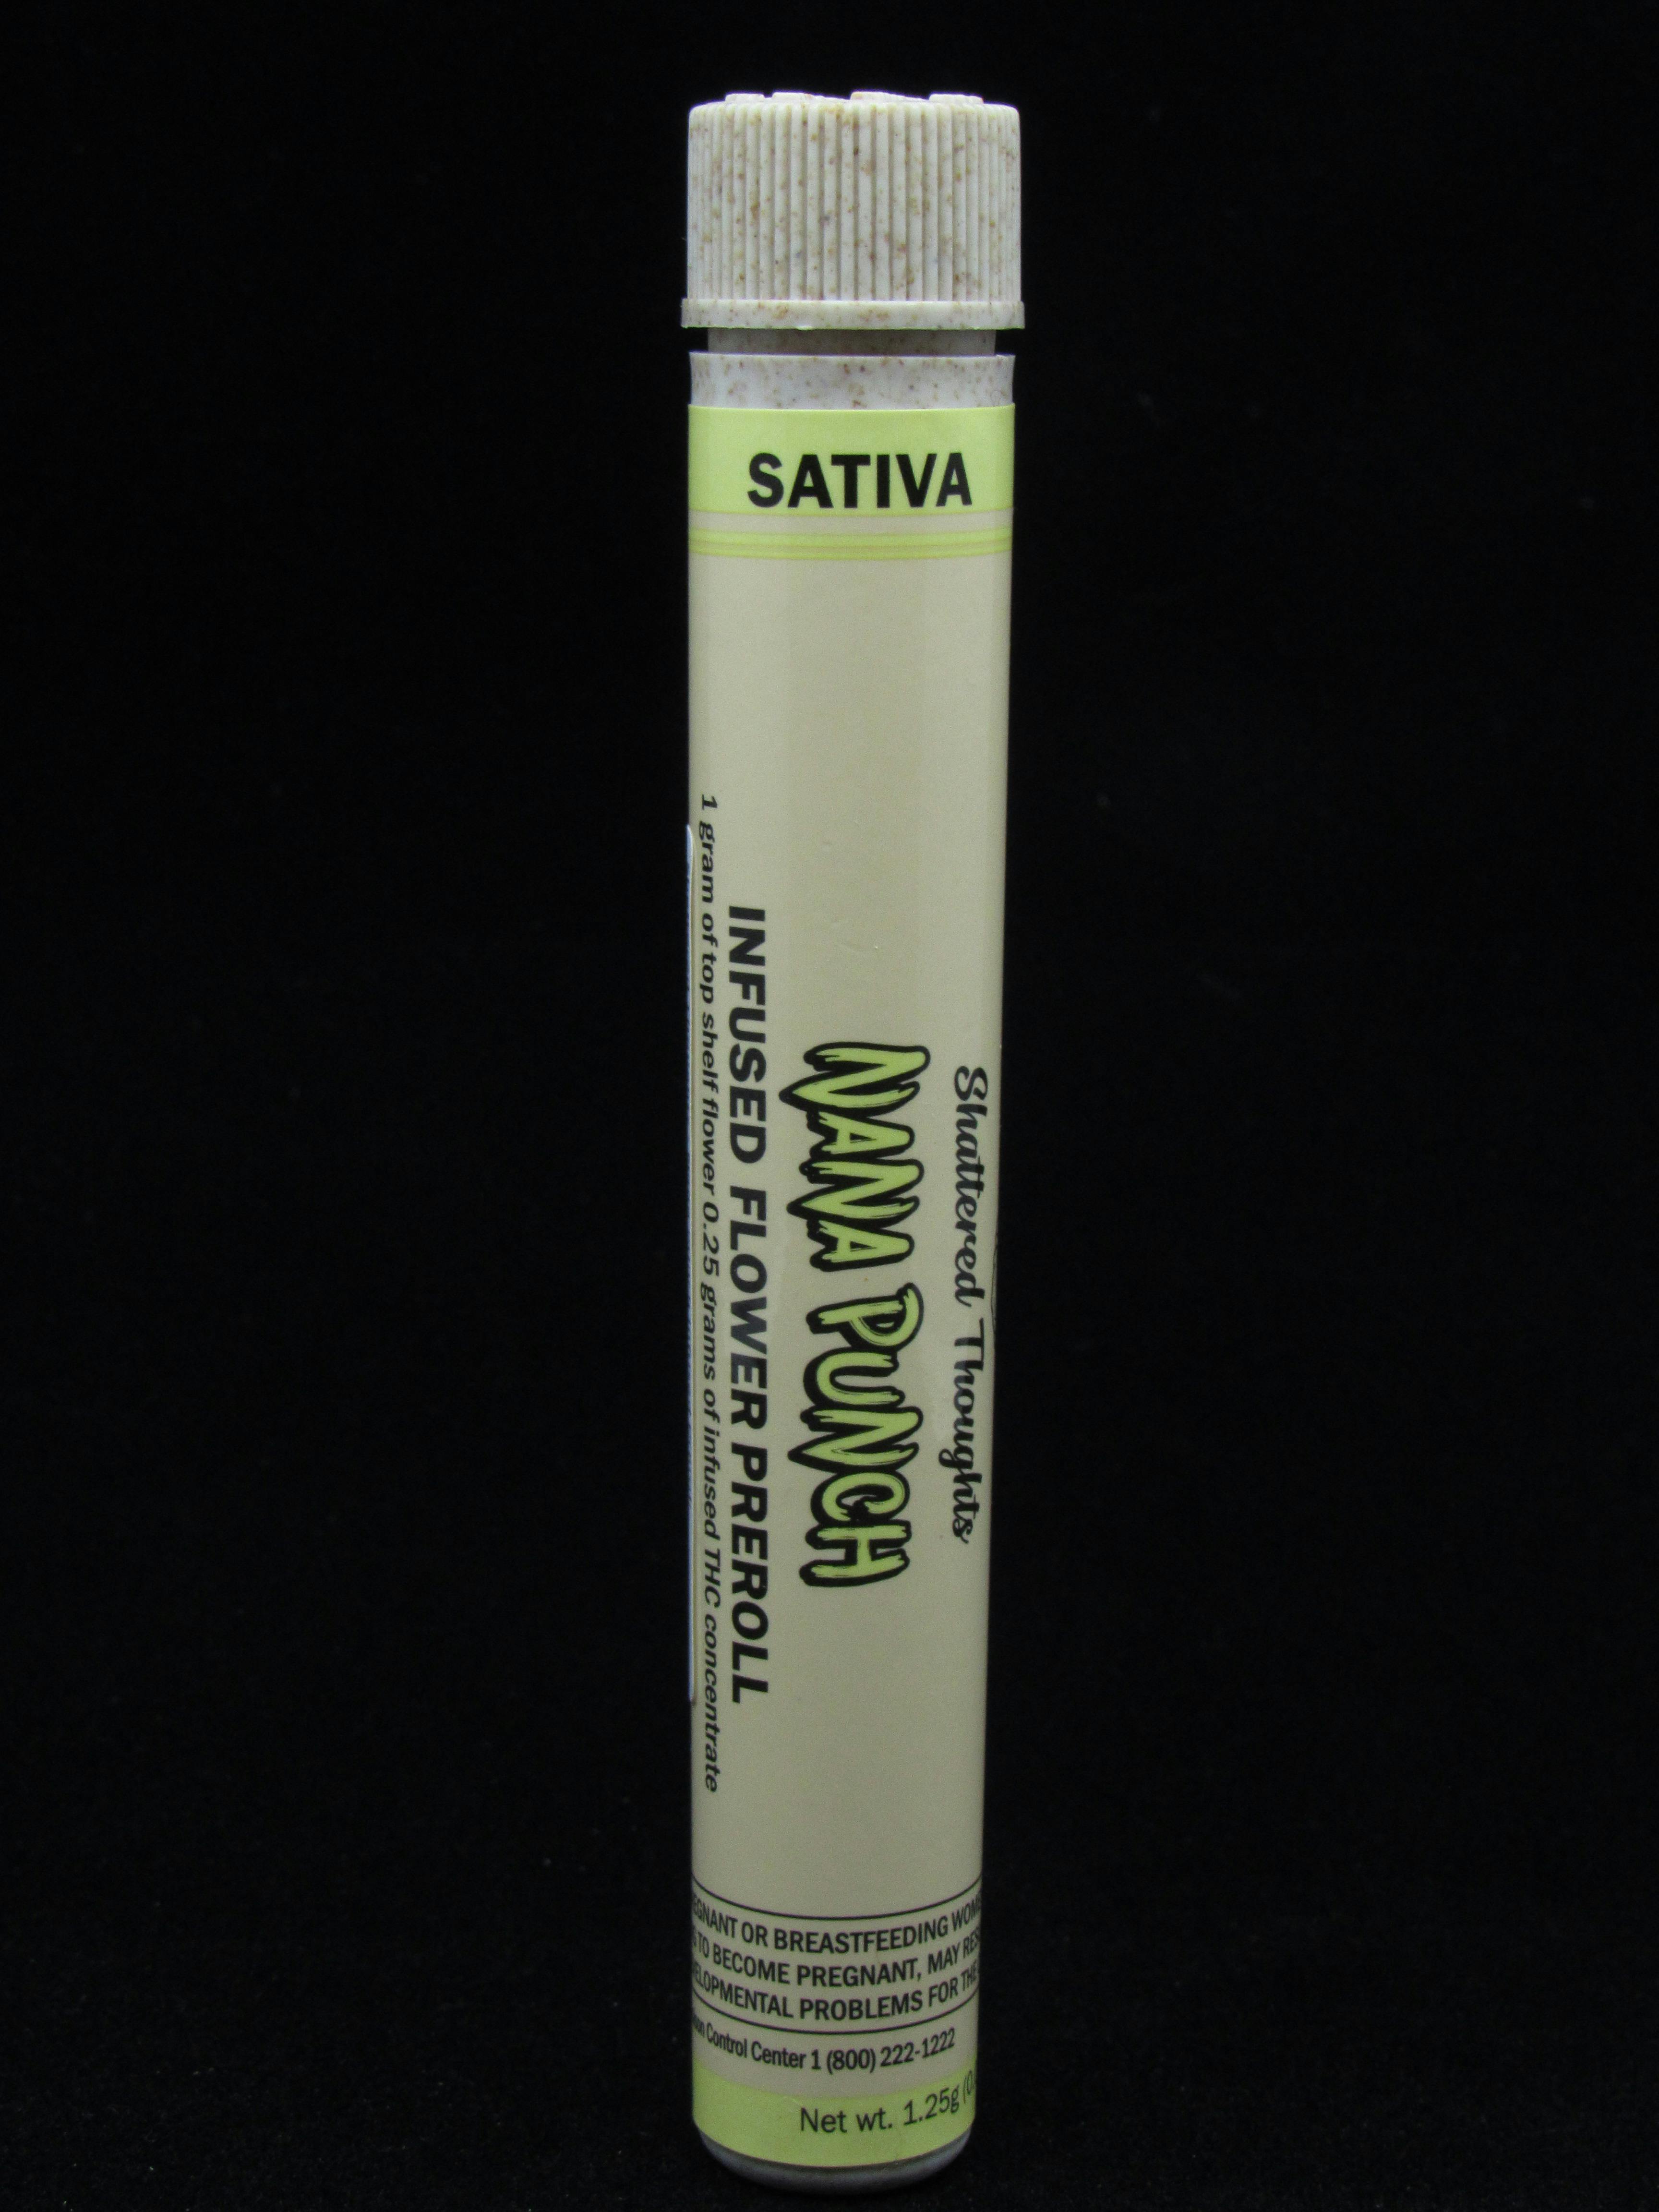 SATIVA
Shattered Thoughts
NANA PUNCH
INFUSED FLOWER PREROLL
1 gram of top shelf flower 0.25 grams of infused THC concentrate
OR BREASTFEEDING
TO BECOME PREGNANT, MAY
PROBLEMS FOR THE
Control Center 1 (800) 222-1222
Net wt. 1.25g